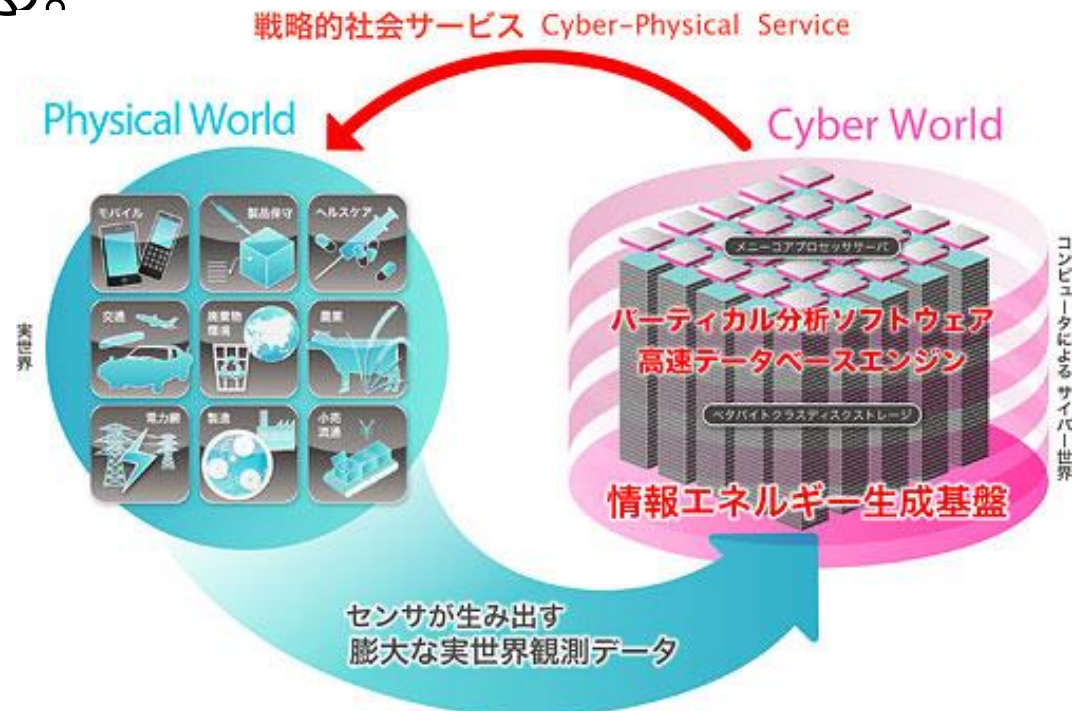 る。
戦略的社会サービス Cyber-Physical Service
Physical World
Cyber World
モバイル
製品保守
ヘルスケア
交通
廃棄物
環境
農業
電力網
製造
小売
流通
実世界
メニーコアプロセッササーバ
バーティカル分析ソフトウェア
高速データベースエンジン
ペタバイトクラスディスクストレージ
情報エネルギー生成基盤
コンピュータによる サイバー世界
センサが生み出す
膨大な実世界観測データ